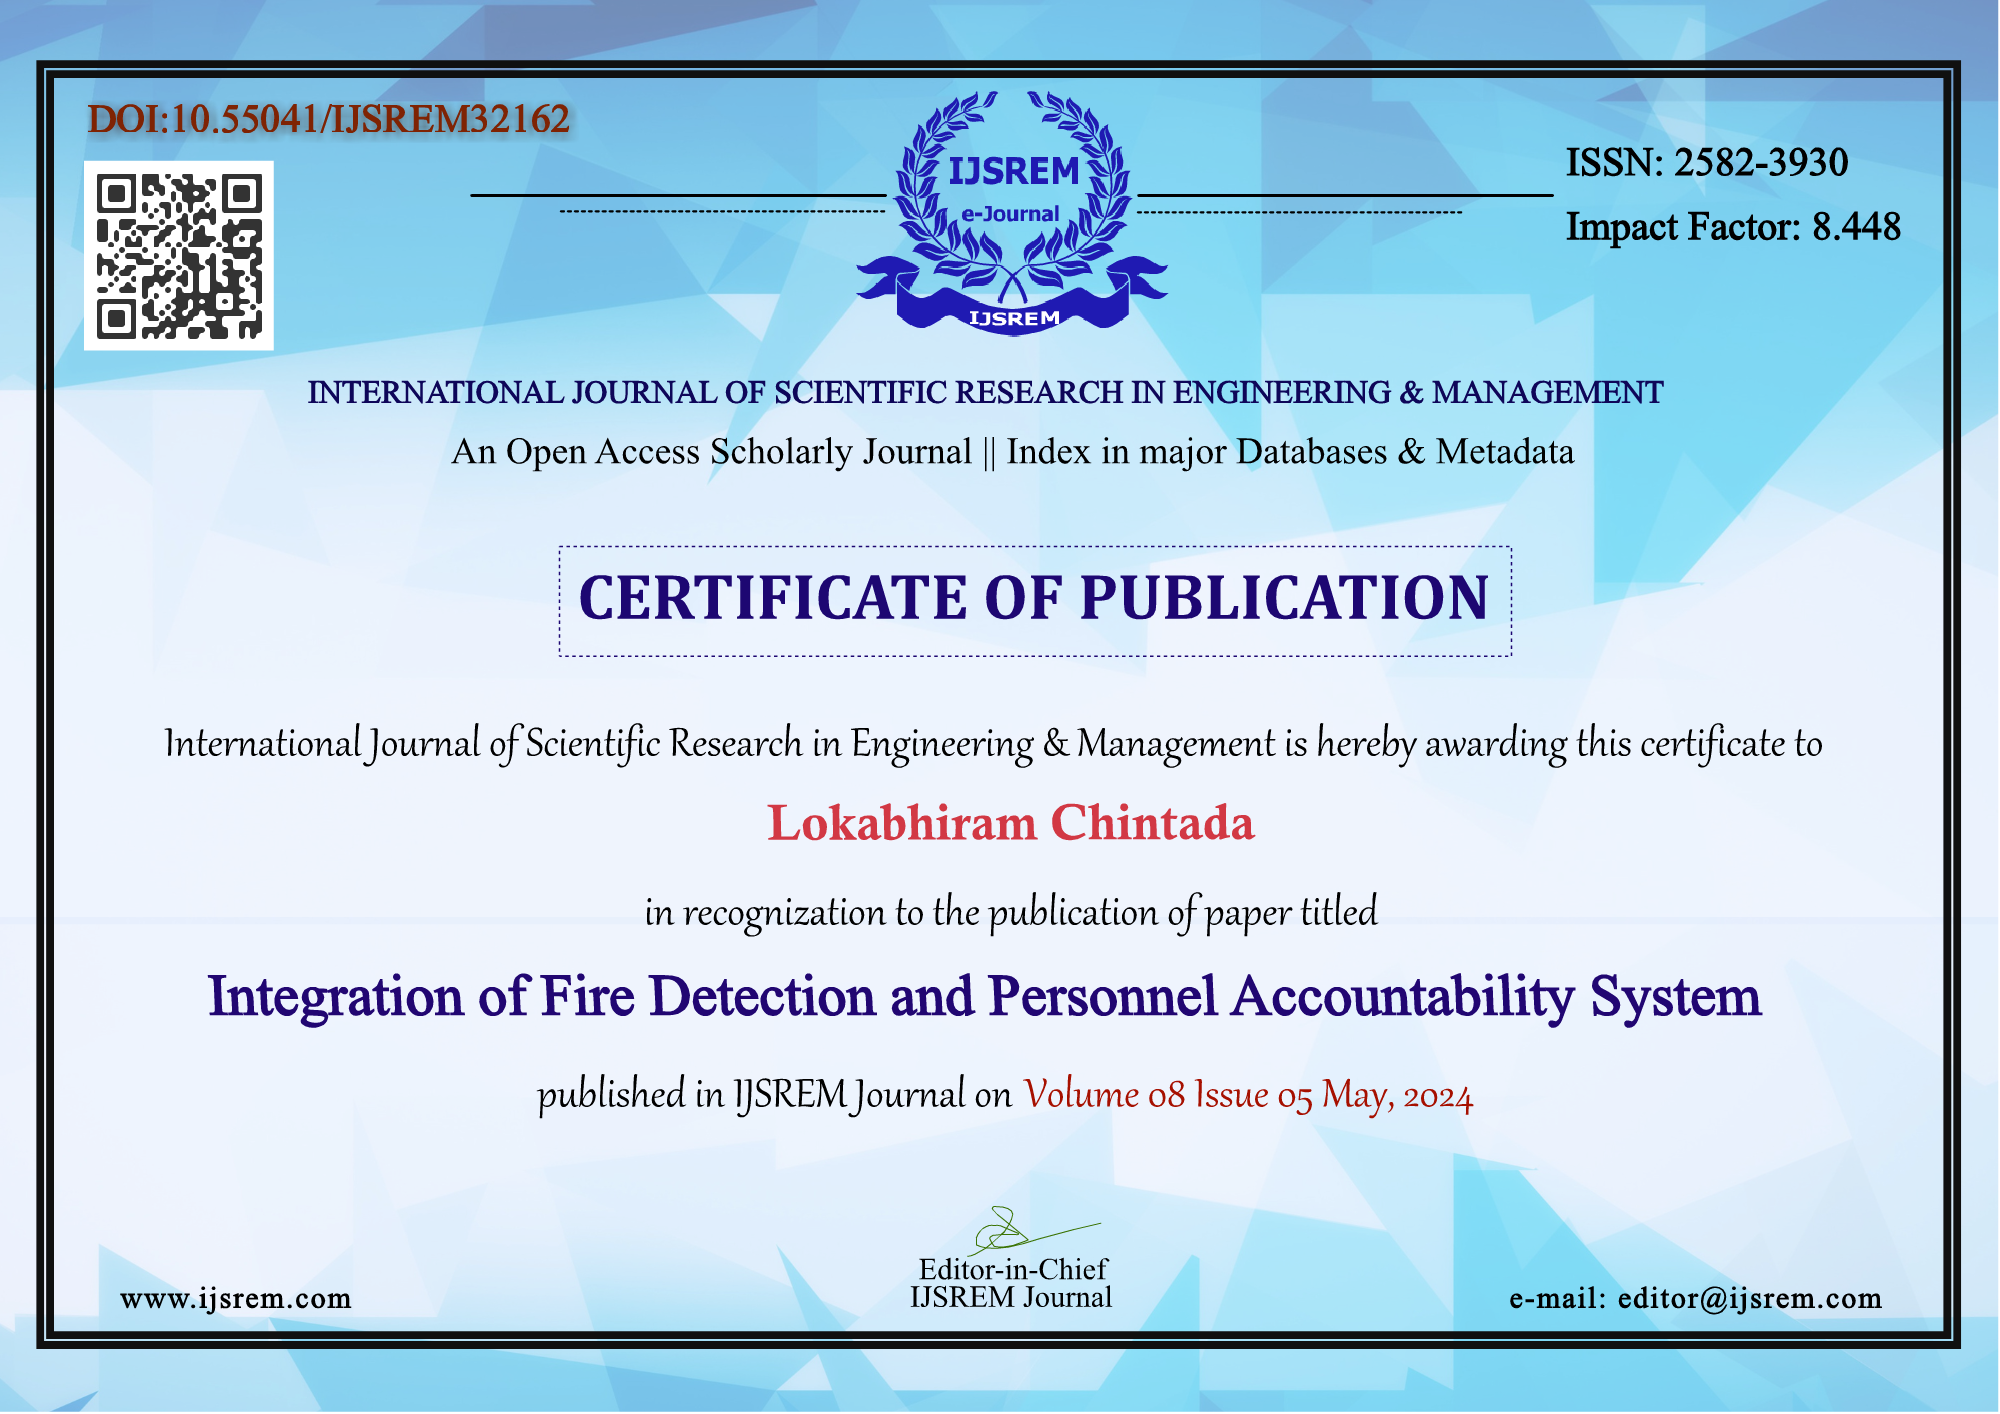 DOI:10.55041/IJSREM32162
IJSREM
e-Journal
IJSREM
ISSN: 2582-3930
Impact Factor: 8.448
INTERNATIONAL JOURNAL OF SCIENTIFIC RESEARCH IN ENGINEERING & MANAGEMENT
An Open Access Scholarly Journal || Index in major Databases & Metadata
CERTIFICATE OF PUBLICATION
International Journal of Scientific Research in Engineering & Management is hereby awarding this certificate to
Lokabhiram Chintada
in recognization to the publication of paper titled
Integration of Fire Detection and Personnel Accountability System
published in IJSREM Journal on Volume 08 Issue 05 May, 2024
Editor-in-Chief
IJSREM Journal
www.ijsrem.com
e-mail: editor@ijsrem.com